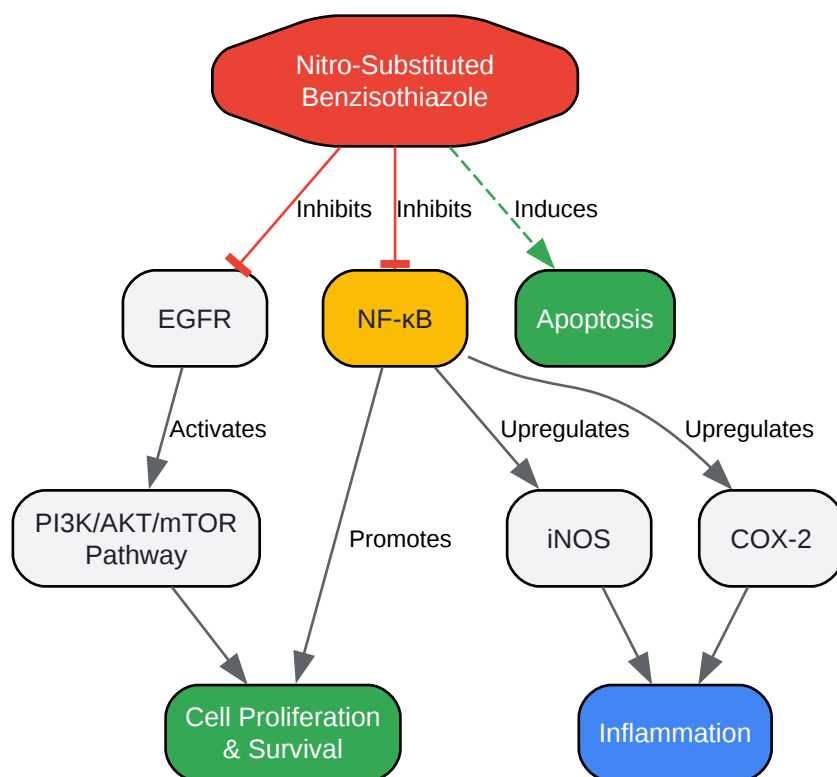 Nitro-Substituted
Benzisothiazole
Inhibits
Inhibits
Induces
EGFR
NF-κB
Apoptosis
Activates
Upregulates
Upregulates
PI3K/AKT/mTOR
Pathway
Promotes
iNOS
COX-2
Cell Proliferation
& Survival
Inflammation